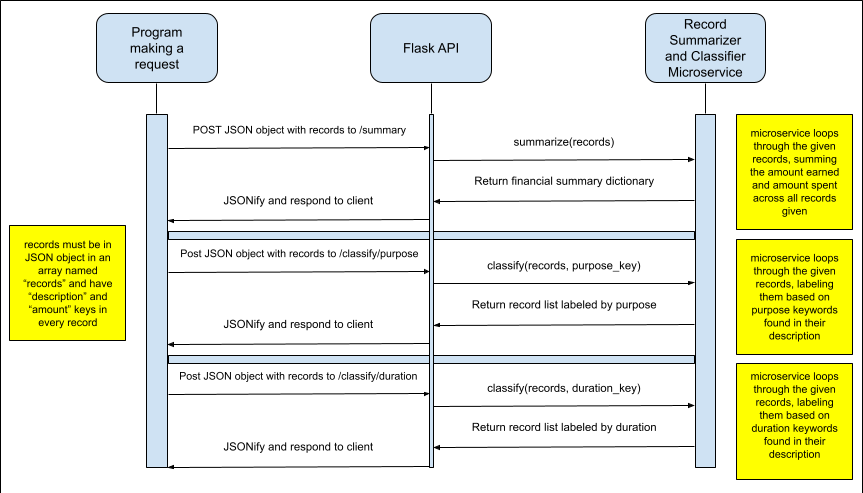 Program
making a
request
Flask API
Record
Summarizer
and Classifier
Microservice
POST JSON object with records to /summary
summarize(records)
Return financial summary dictionary
JSONify and respond to client
microservice loops
through the given
records, summing
the amount earned
and amount spent
across all records
given
records must be in
JSON object in an
array named
“records” and have
“description” and
“amount” keys in
every record
Post JSON object with records to /classify/purpose
classify(records, purpose_key)
Return record list labeled by purpose
JSONify and respond to client
microservice loops
through the given
records, labeling
them based on
purpose keywords
found in their
description
Post JSON object with records to /classify/duration
classify(records, duration_key)
Return record list labeled by duration
JSONify and respond to client
microservice loops
through the given
records, labeling
them based on
duration keywords
found in their
description